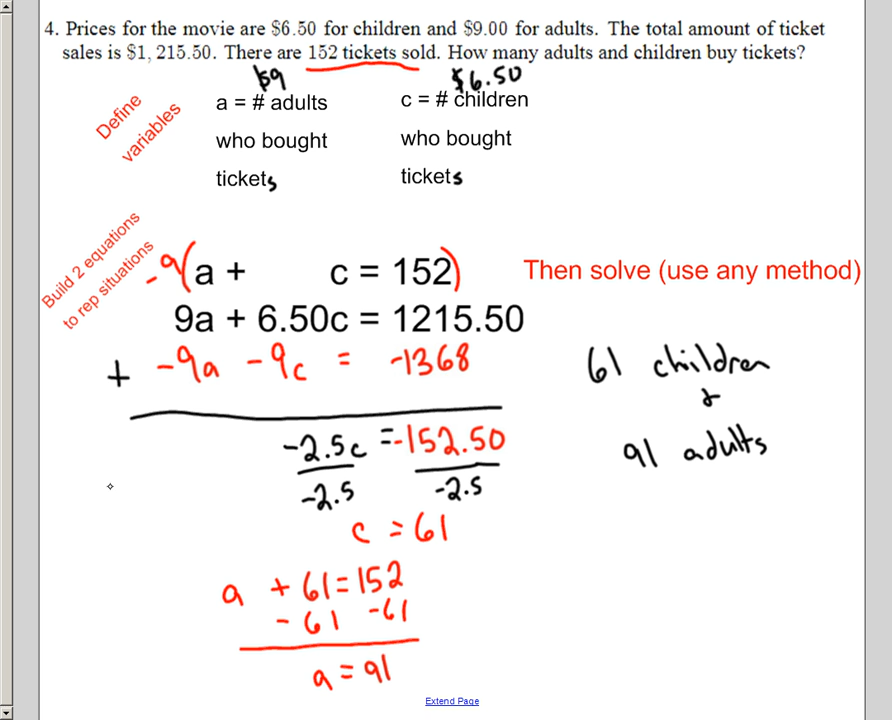 4. Prices for the movie are $6.50 for children and $9.00 for adults. The total amount of ticket
sales is $1, 215.50. There are 152 tickets sold. How many adults and children buy tickets?
$9 $6.50
Define
variables
a = # adults
who bought
tickets
c = # children
who bought
tickets
Build 2 equations
to rep situations
-9(a + c = 152)
Then solve (use any method)
9a + 6.50c = 1215.50
+ -9a -9c = -1368
-2.5c = -152.50
-2.5 -2.5
c = 61
a + 61 = 152
- 61 -61
a = 91
61 children
&
91 adults
Extend Page